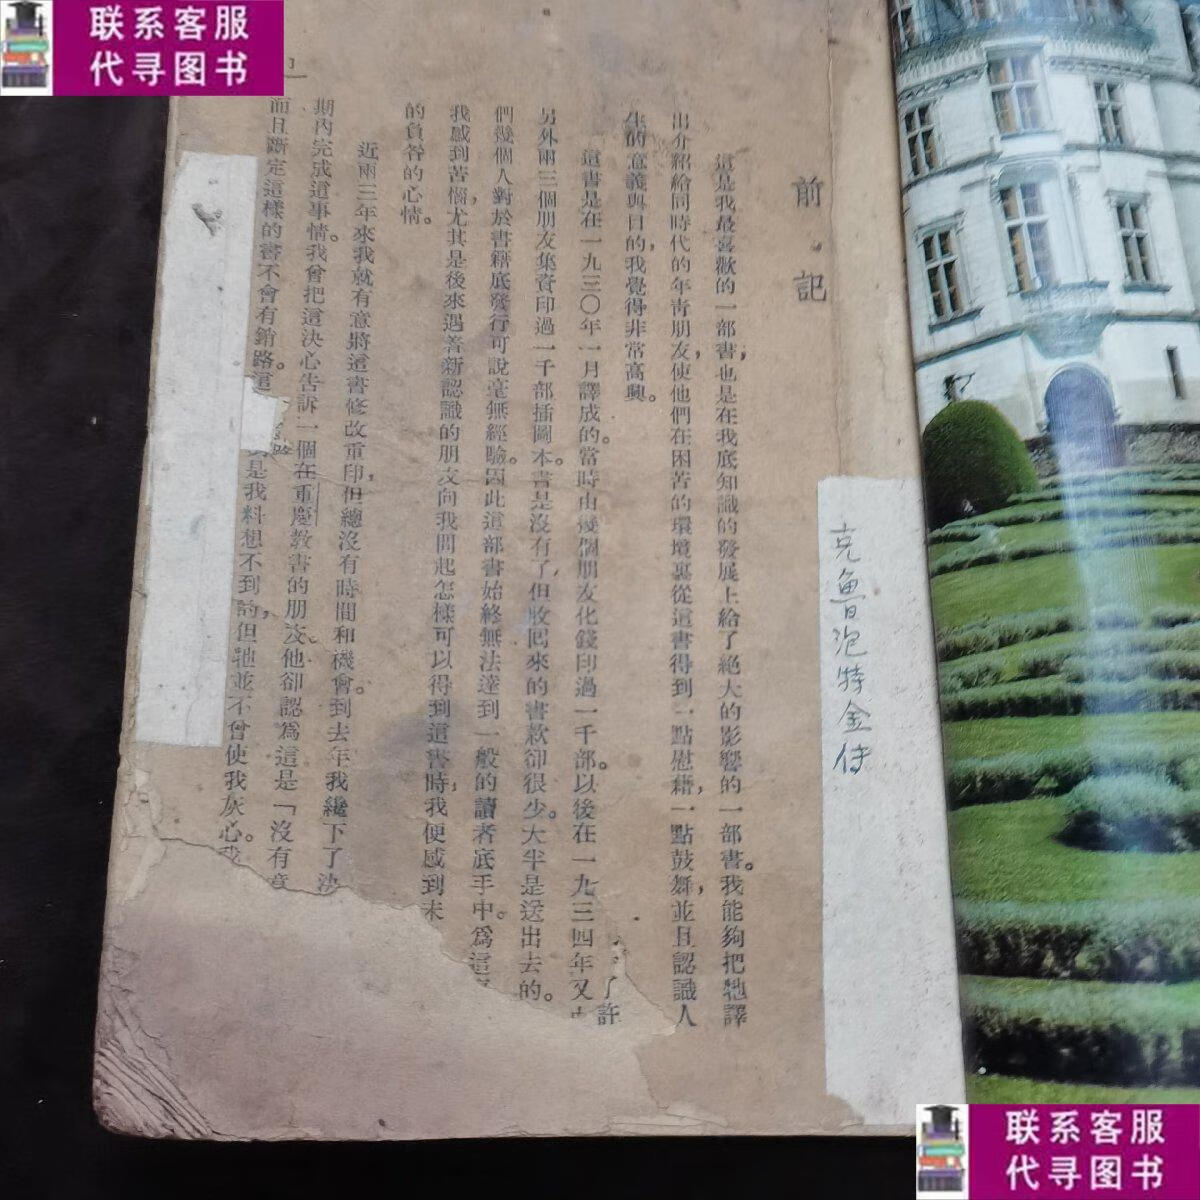 联系客服
代寻图书
克魯泡特金傳
前記
這是我最喜歡的一部書，也是在我底知識的發展上給了絕大的影響的一部書。我能夠把牠譯
出介紹給同時代的年青朋友，使他們在困苦的環境裏從這書得到一點慰藉，一點鼓舞，並且認識人
生的意義與目的，我覺得非常高興。
這書是在一九三〇年一月譯成的。當時由幾個朋友化錢印過一千部。以後在一九三四年又
另外兩三個朋友集資印過一千部插圖本。書是沒有了，但收回來的書款卻很少。大半是送出去的。
了許
們幾個人對於書籍底發行可說毫無經驗。因此這部書始終無法達到一般的讀者底手中。爲這
我感到苦惱，尤其是後來遇着新認識的朋友向我問起怎樣可以得到這書時，我便感到
的負咎的心情。
近兩三年來我就有意將這書修改重印，但總沒有時間和機會。到去年我纔下了決
期內完成這事情。我曾把這決心告訴一個在重慶教書的朋友。他卻認爲這是「沒有
而且斷定這樣的書不會有銷路。這
是我料想不到的，但牠並不曾使我灰心。我
联系客服
代寻图书